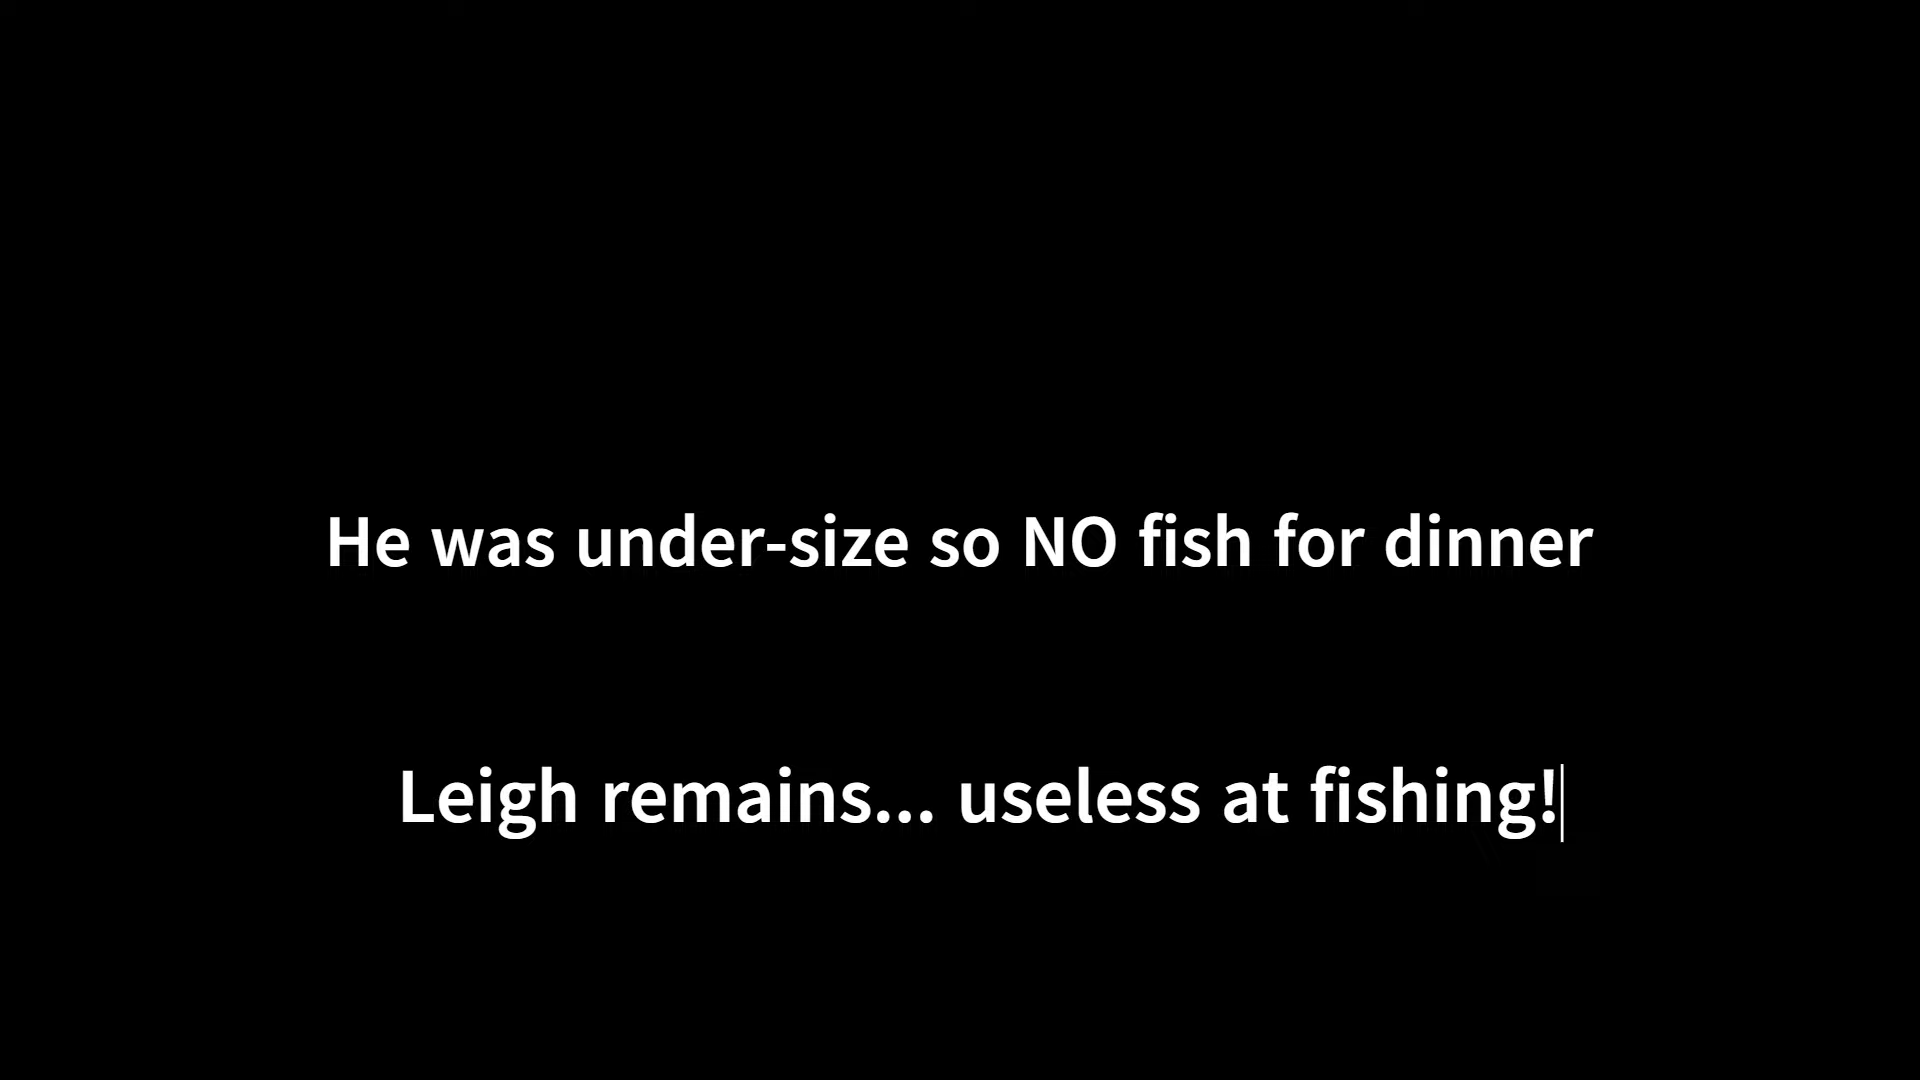 He was under-size so NO fish for dinner
Leigh remains... useless at fishing!